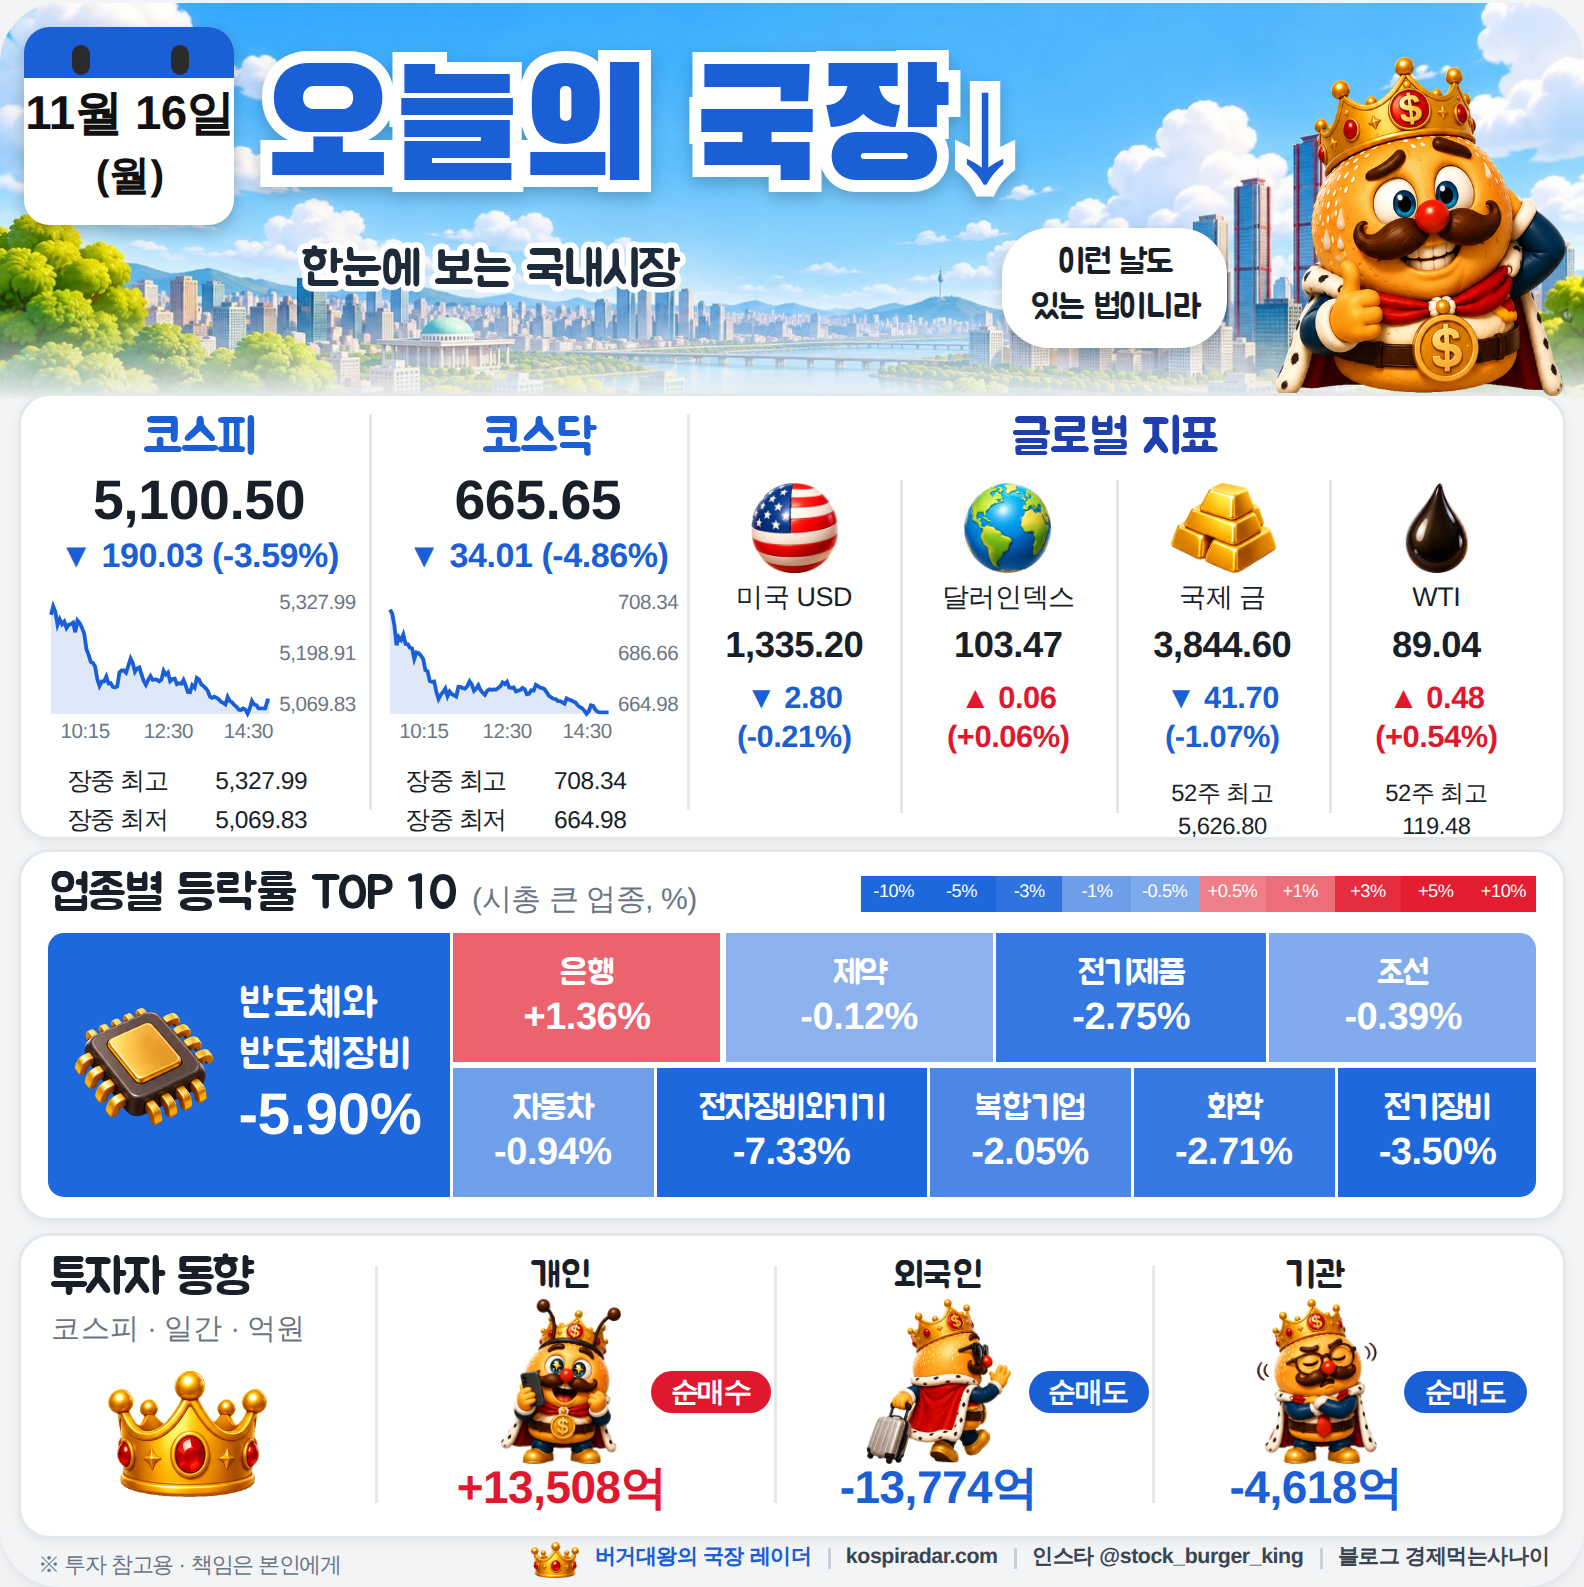 11월 16일
(월)
오늘의 국장↓
한눈에 보는 국내시장
이런 날도
있는 법이니라
코스피
5,100.50
▼ 190.03 (-3.59%)
5,327.99
5,198.91
5,069.83
10:15 12:30 14:30
장중 최고 5,327.99
장중 최저 5,069.83
코스닥
665.65
▼ 34.01 (-4.86%)
708.34
686.66
664.98
10:15 12:30 14:30
장중 최고 708.34
장중 최저 664.98
글로벌 지표
미국 USD
1,335.20
▼ 2.80
(-0.21%)
달러인덱스
103.47
▲ 0.06
(+0.06%)
국제 금
3,844.60
▼ 41.70
(-1.07%)
52주 최고
5,626.80
WTI
89.04
▲ 0.48
(+0.54%)
52주 최고
119.48
업종별 등락률 TOP 10 (시총 큰 업종, %)
-10% -5% -3% -1% -0.5% +0.5% +1% +3% +5% +10%
반도체와
반도체장비
-5.90%
은행
+1.36%
제약
-0.12%
전기제품
-2.75%
조선
-0.39%
자동차
-0.94%
전자장비와기기
-7.33%
복합기업
-2.05%
화학
-2.71%
전기장비
-3.50%
투자자 동향
코스피 · 일간 · 억원
개인
순매수
+13,508억
외국인
순매도
-13,774억
기관
순매도
-4,618억
※ 투자 참고용 · 책임은 본인에게
버거대왕의 국장 레이더 | kospiradar.com | 인스타 @stock_burger_king | 블로그 경제먹는사나이